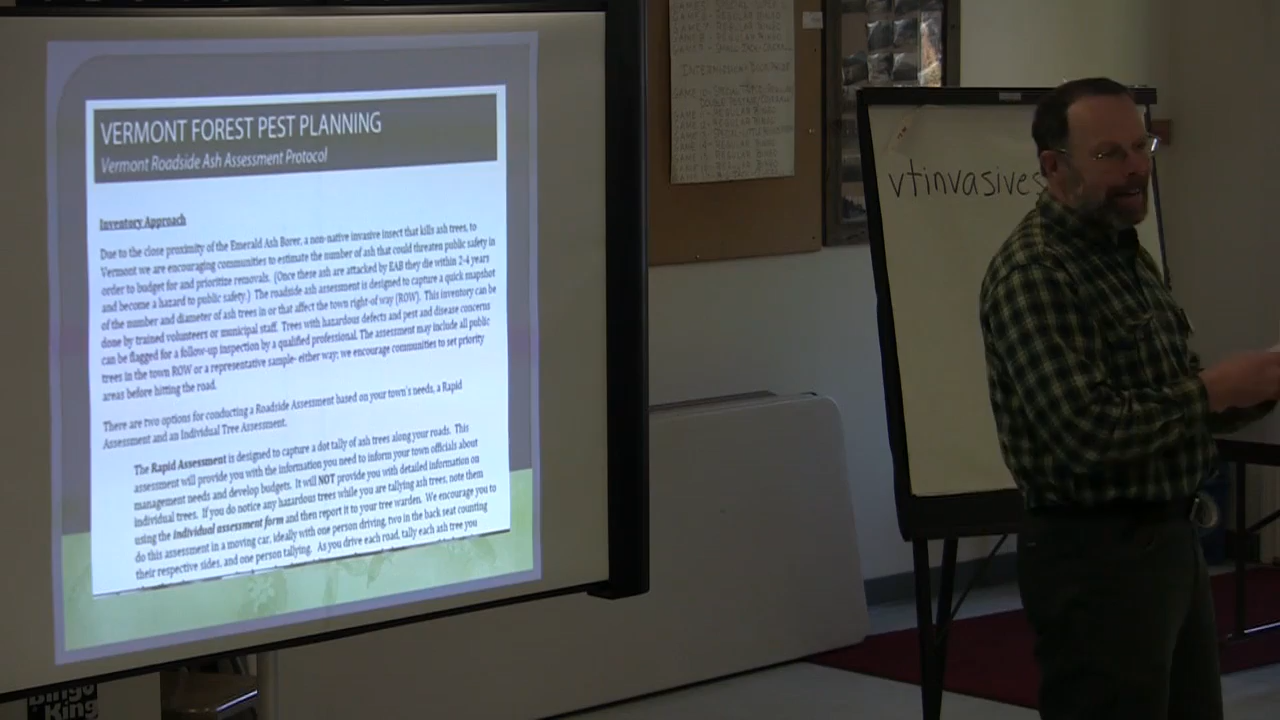 VERMONT FOREST PEST PLANNING
Vermont Roadside Ash Assessment Protocol
Inventory Approach
Due to the close proximity of the Emerald Ash Borer, a non-native invasive insect that kills ash trees, to
Vermont we are encouraging communities to estimate the number of ash that could threaten public safety in
order to budget for and prioritize removals. (Once these ash are attacked by EAB they die within 2-4 years
and become a hazard to public safety.) The roadside ash assessment is designed to capture a quick snapshot
of the number and diameter of ash trees in or that affect the town right-of-way (ROW). This inventory can be
done by trained volunteers or municipal staff. Trees with hazardous defects and pest and disease concerns
can be flagged for a follow-up inspection by a qualified professional. The assessment may include all public
trees in the town ROW or a representative sample- either way; we encourage communities to set priority
areas before hitting the road.
There are two options for conducting a Roadside Assessment based on your town's needs, a Rapid
Assessment and an Individual Tree Assessment.
The Rapid Assessment is designed to capture a dot tally of ash trees along your roads. This
assessment will provide you with the information you need to inform your town officials about
management needs and develop budgets. It will NOT provide you with detailed information on
individual trees. If you do notice any hazardous trees while you are tallying ash trees, note them
using the individual assessment form and then report it to your tree warden. We encourage you to
do this assessment in a moving car, ideally with one person driving, two in the back seat counting
their respective sides, and one person tallying. As you drive each road, tally each ash tree you
vtinvasives
REGULAR BINGO
INTERMISSION
REGULAR BINGO
REGULAR BINGO
Bingo
King